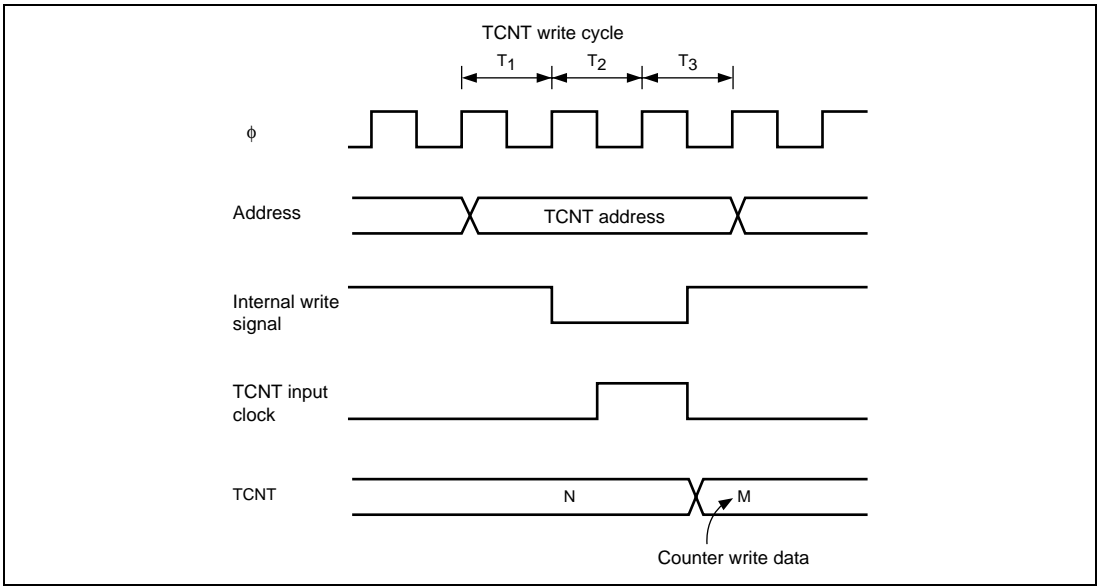 TCNT write cycle
T1 T2 T3
ϕ
Address
TCNT address
Internal write
signal
TCNT input
clock
TCNT
N
M
Counter write data